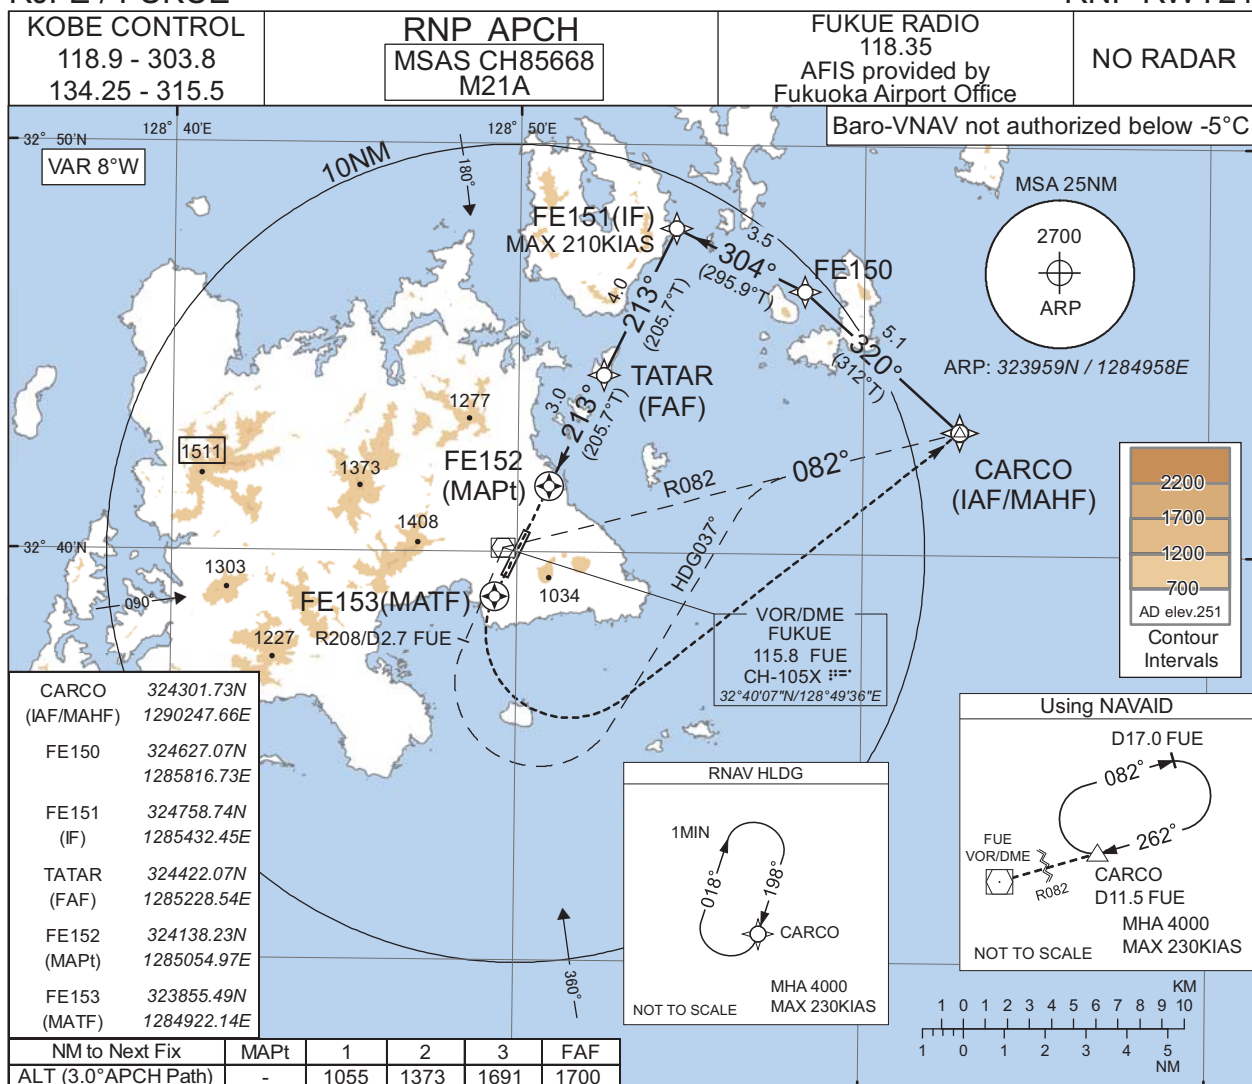 KOBE CONTROL
118.9 - 303.8
134.25 - 315.5
RNP APCH
MSAS CH85668
M21A
FUKUE RADIO
118.35
AFIS provided by
Fukuoka Airport Office
NO RADAR
Baro-VNAV not authorized below -5°C
32° 50'N
128° 40'E
128° 50'E
VAR 8°W
10NM
180°
FE151(IF)
MAX 210KIAS
3.5
304°
(295.9°T)
FE150
5.1
320°
(312°T)
4.0
213°
(205.7°T)
TATAR
(FAF)
3.0
213°
(205.7°T)
MSA 25NM
2700
ARP
ARP: 323959N / 1284958E
1277
1511
1373
FE152
(MAPt)
R082
082°
CARCO
(IAF/MAHF)
1408
32° 40'N
1303
090°
FE153(MATF)
1034
HDG037°
1227
R208/D2.7 FUE
VOR/DME
FUKUE
115.8 FUE
CH-105X
32°40'07"N/128°49'36"E
2200
1700
1200
700
AD elev.251
Contour
Intervals
CARCO 324301.73N
(IAF/MAHF) 1290247.66E
FE150 324627.07N
1285816.73E
FE151 324758.74N
(IF) 1285432.45E
TATAR 324422.07N
(FAF) 1285228.54E
FE152 324138.23N
(MAPt) 1285054.97E
FE153 323855.49N
(MATF) 1284922.14E
360°
RNAV HLDG
1MIN
018°
198°
CARCO
MHA 4000
MAX 230KIAS
NOT TO SCALE
Using NAVAID
D17.0 FUE
082°
262°
FUE
VOR/DME
R082
CARCO
D11.5 FUE
MHA 4000
MAX 230KIAS
NOT TO SCALE
KM
1 0 1 2 3 4 5 6 7 8 9 10
1 0 1 2 3 4 5
NM
NM to Next Fix MAPt 1 2 3 FAF
ALT (3.0°APCH Path) - 1055 1373 1691 1700